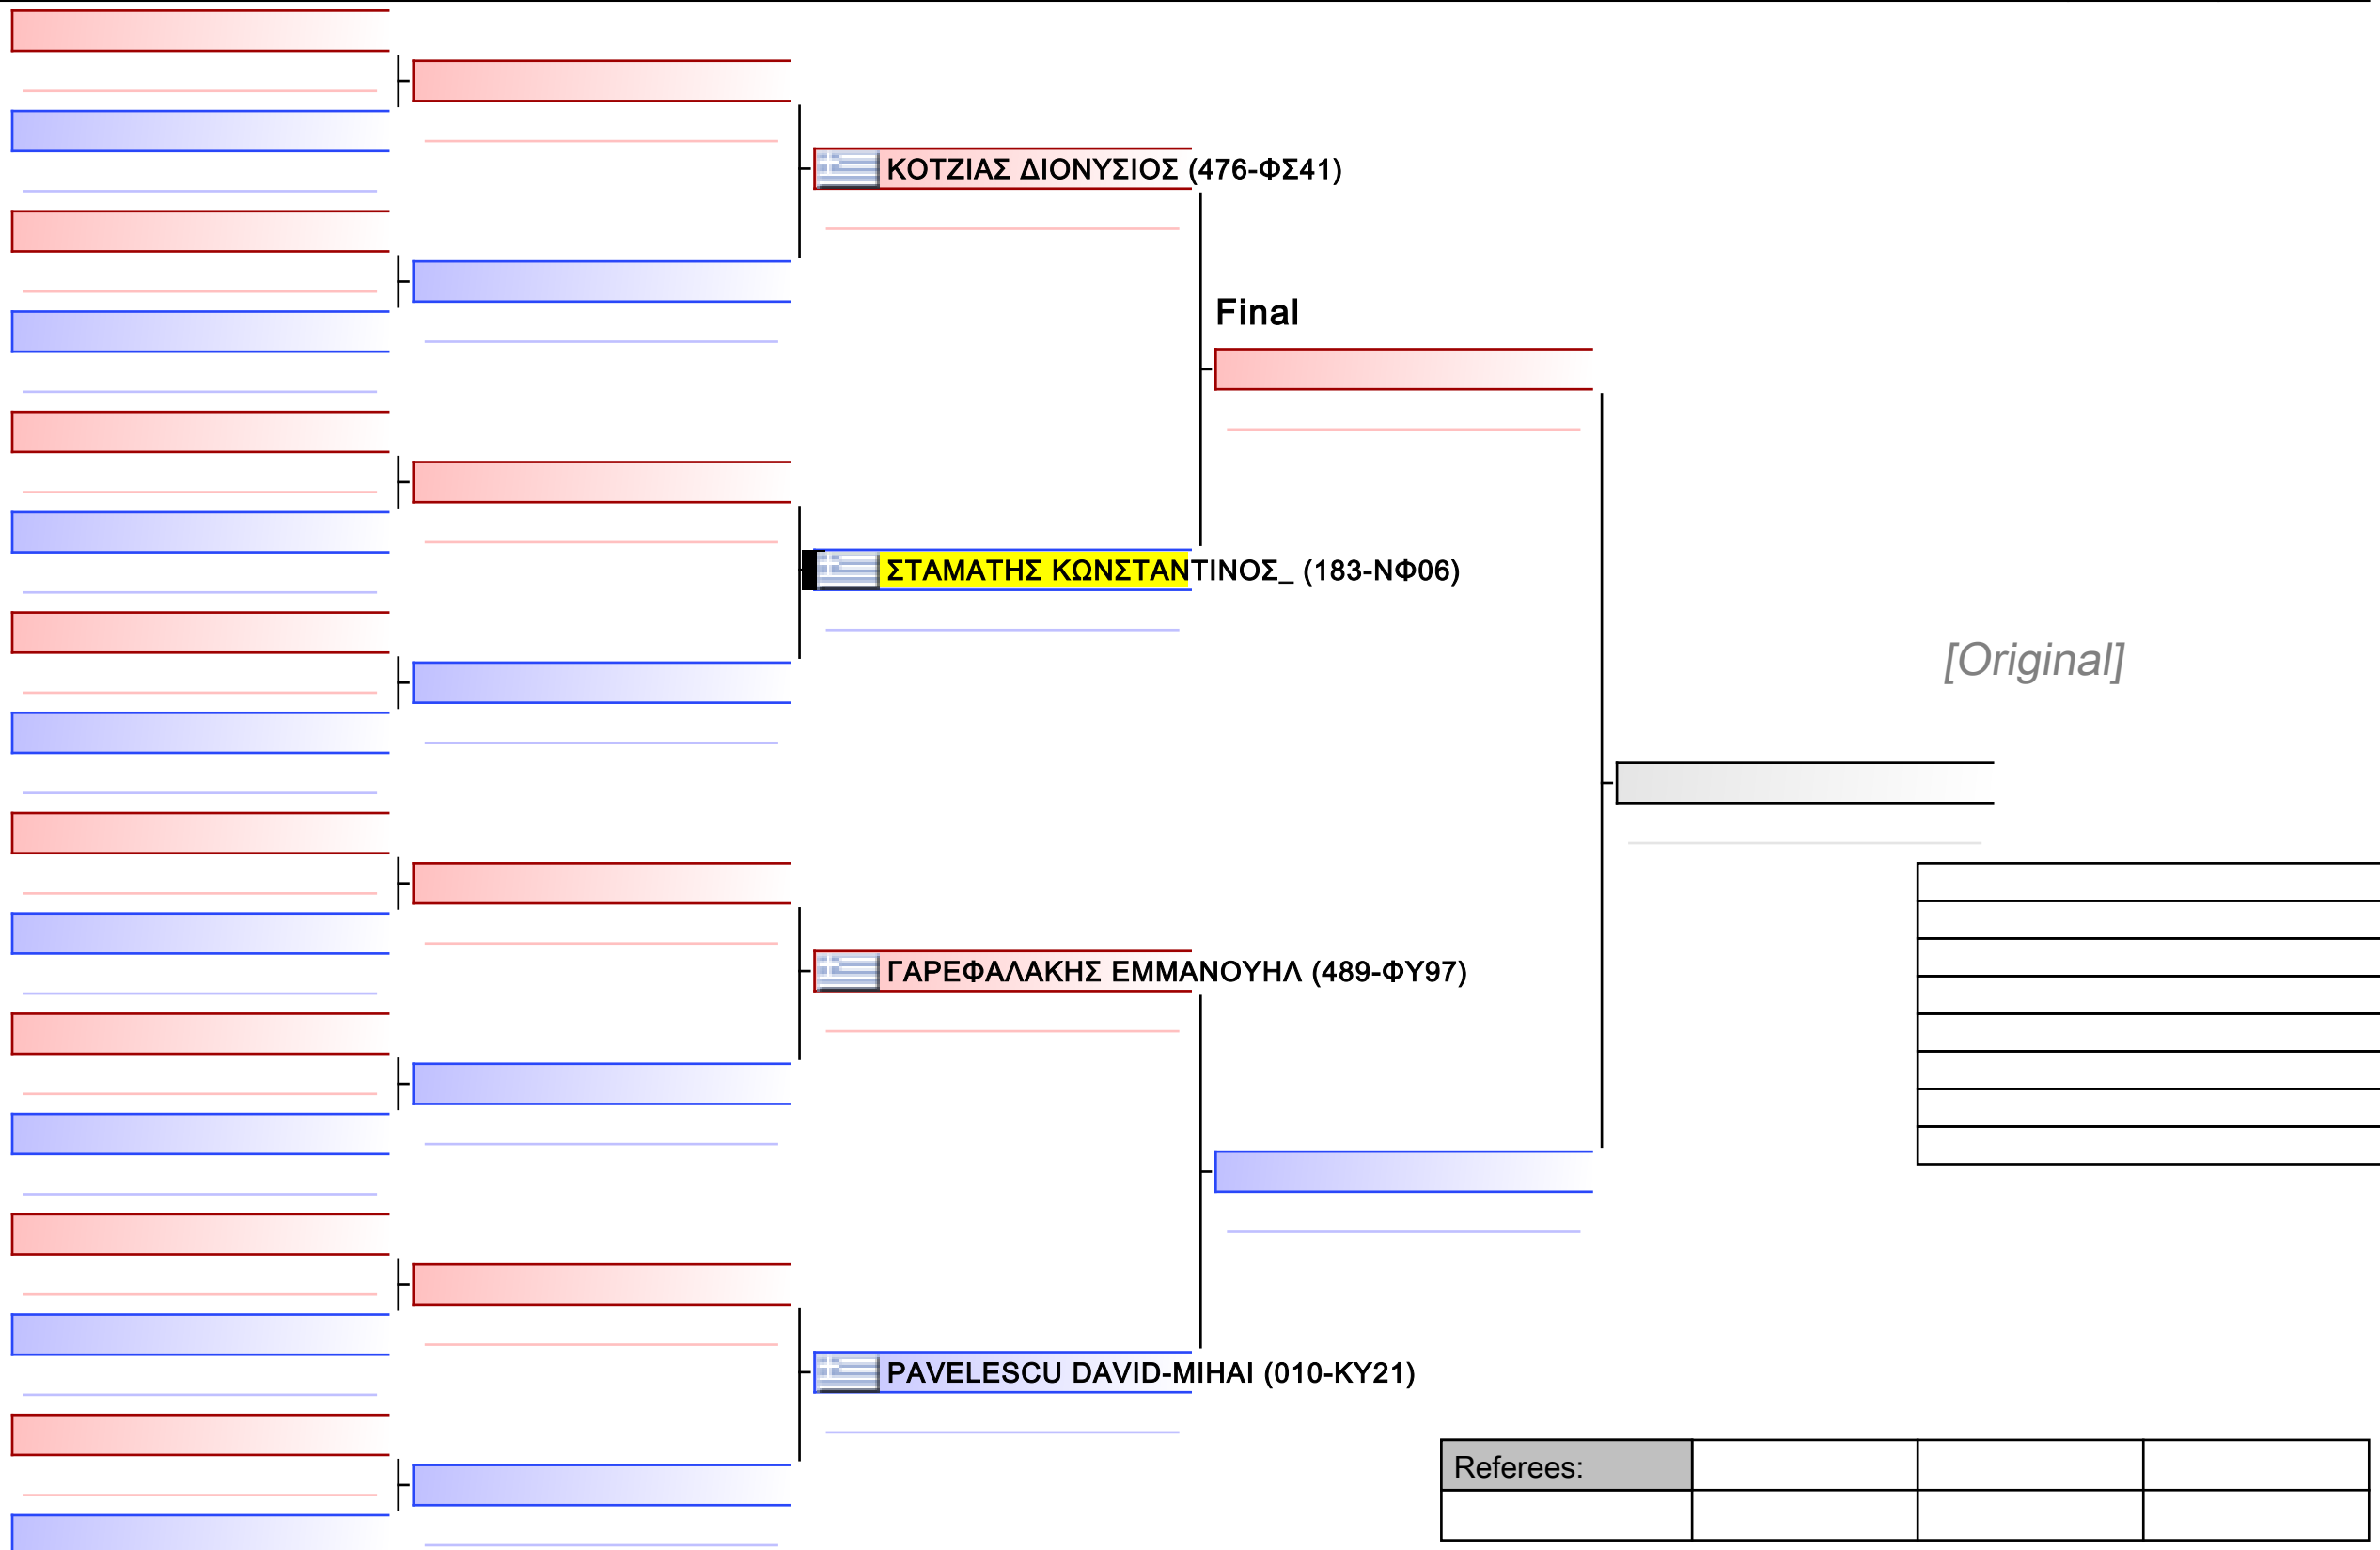 ΚΟΤΖΙΑΣ ΔΙΟΝΥΣΙΟΣ (476-ΦΣ41)
Final
ΣΤΑΜΑΤΗΣ ΚΩΝΣΤΑΝΤΙΝΟΣ_ (183-ΝΦ06)
[Original]
ΓΑΡΕΦΑΛΑΚΗΣ ΕΜΜΑΝΟΥΗΛ (489-ΦΥ97)
PAVELESCU DAVID-MIHAI (010-ΚΥ21)
Referees: